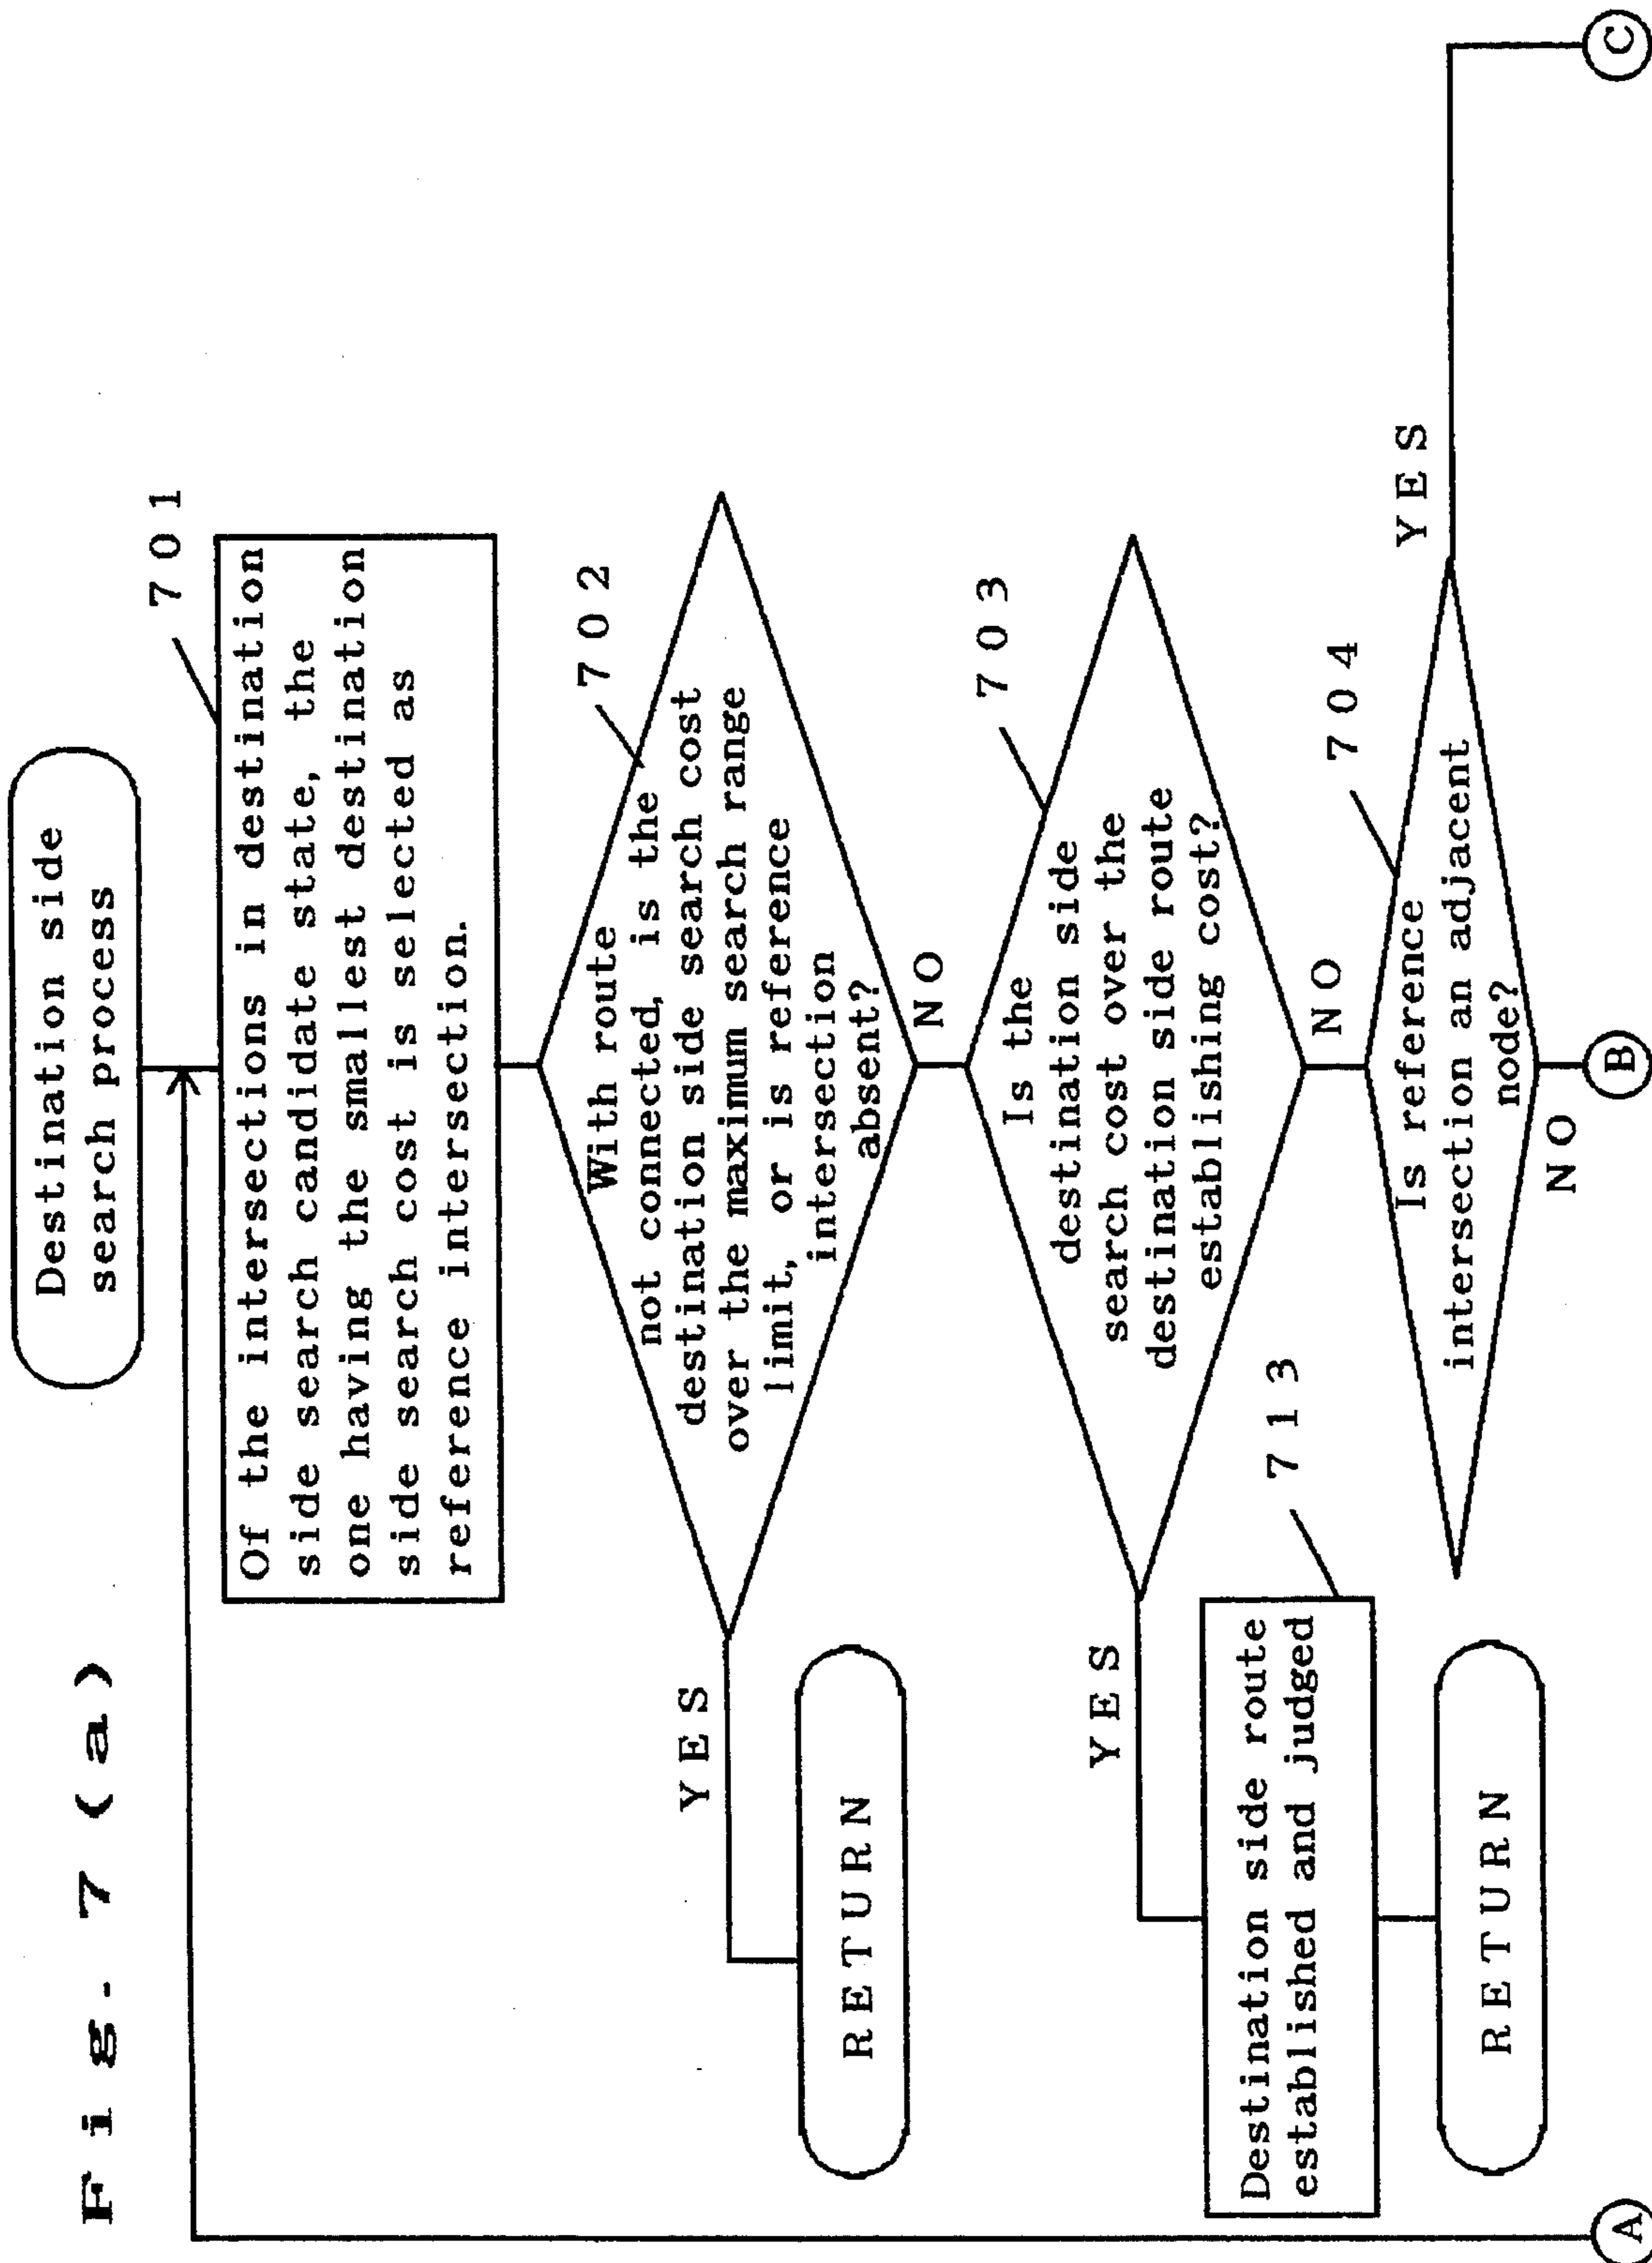 Fig. 7 (a)
Destination side
search process
701
Of the intersections in destination
side search candidate state, the
one having the smallest destination
side search cost is selected as
reference intersection.
702
With route
not connected, is the
destination side search cost
over the maximum search range
limit, or is reference
intersection
absent?
YES
RETURN
NO
703
Is the
destination side
search cost over the
destination side route
establishing cost?
YES
713
Destination side route
established and judged
RETURN
NO
704
Is reference
intersection an adjacent
node?
YES
NO
A
B
C